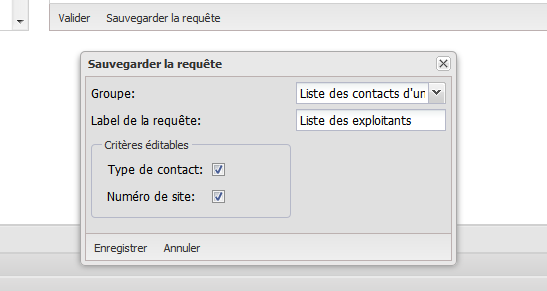 Valider Sauvegarder la requête
Sauvegarder la requête
Groupe: Liste des contacts d'un
Label de la requête: Liste des exploitants
Critères éditables
Type de contact:
Numéro de site:
Enregistrer Annuler